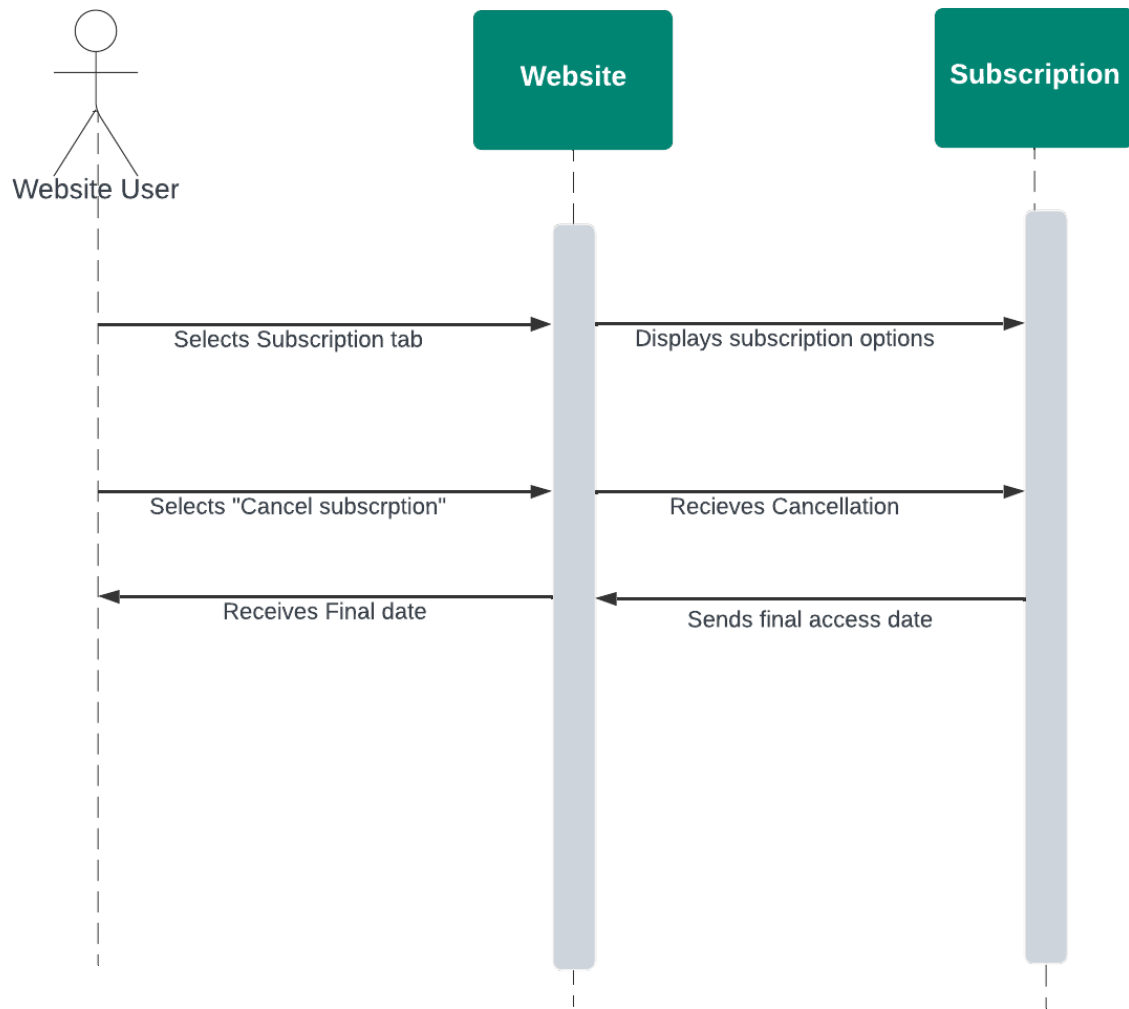 Website
Subscription
Website User
Selects Subscription tab
Displays subscription options
Selects "Cancel subscrption"
Recieves Cancellation
Receives Final date
Sends final access date